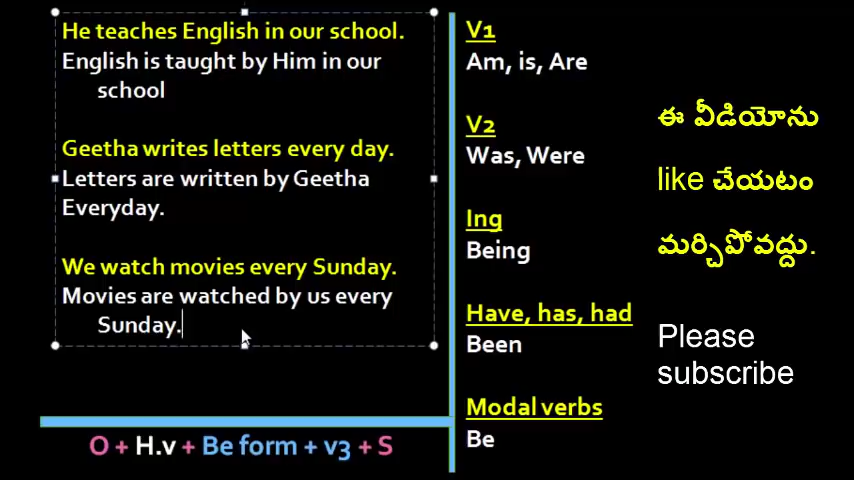 He teaches English in our school.
English is taught by Him in our
school
Geetha writes letters every day.
Letters are written by Geetha
Everyday.
We watch movies every Sunday.
Movies are watched by us every
Sunday.
O + H.v + Be form + v3 + S
V1
Am, is, Are
V2
Was, Were
Ing
Being
Have, has, had
Been
Modal verbs
Be
ఈ వీడియోను
like చేయటం
మర్చిపోవద్దు.
Please
subscribe